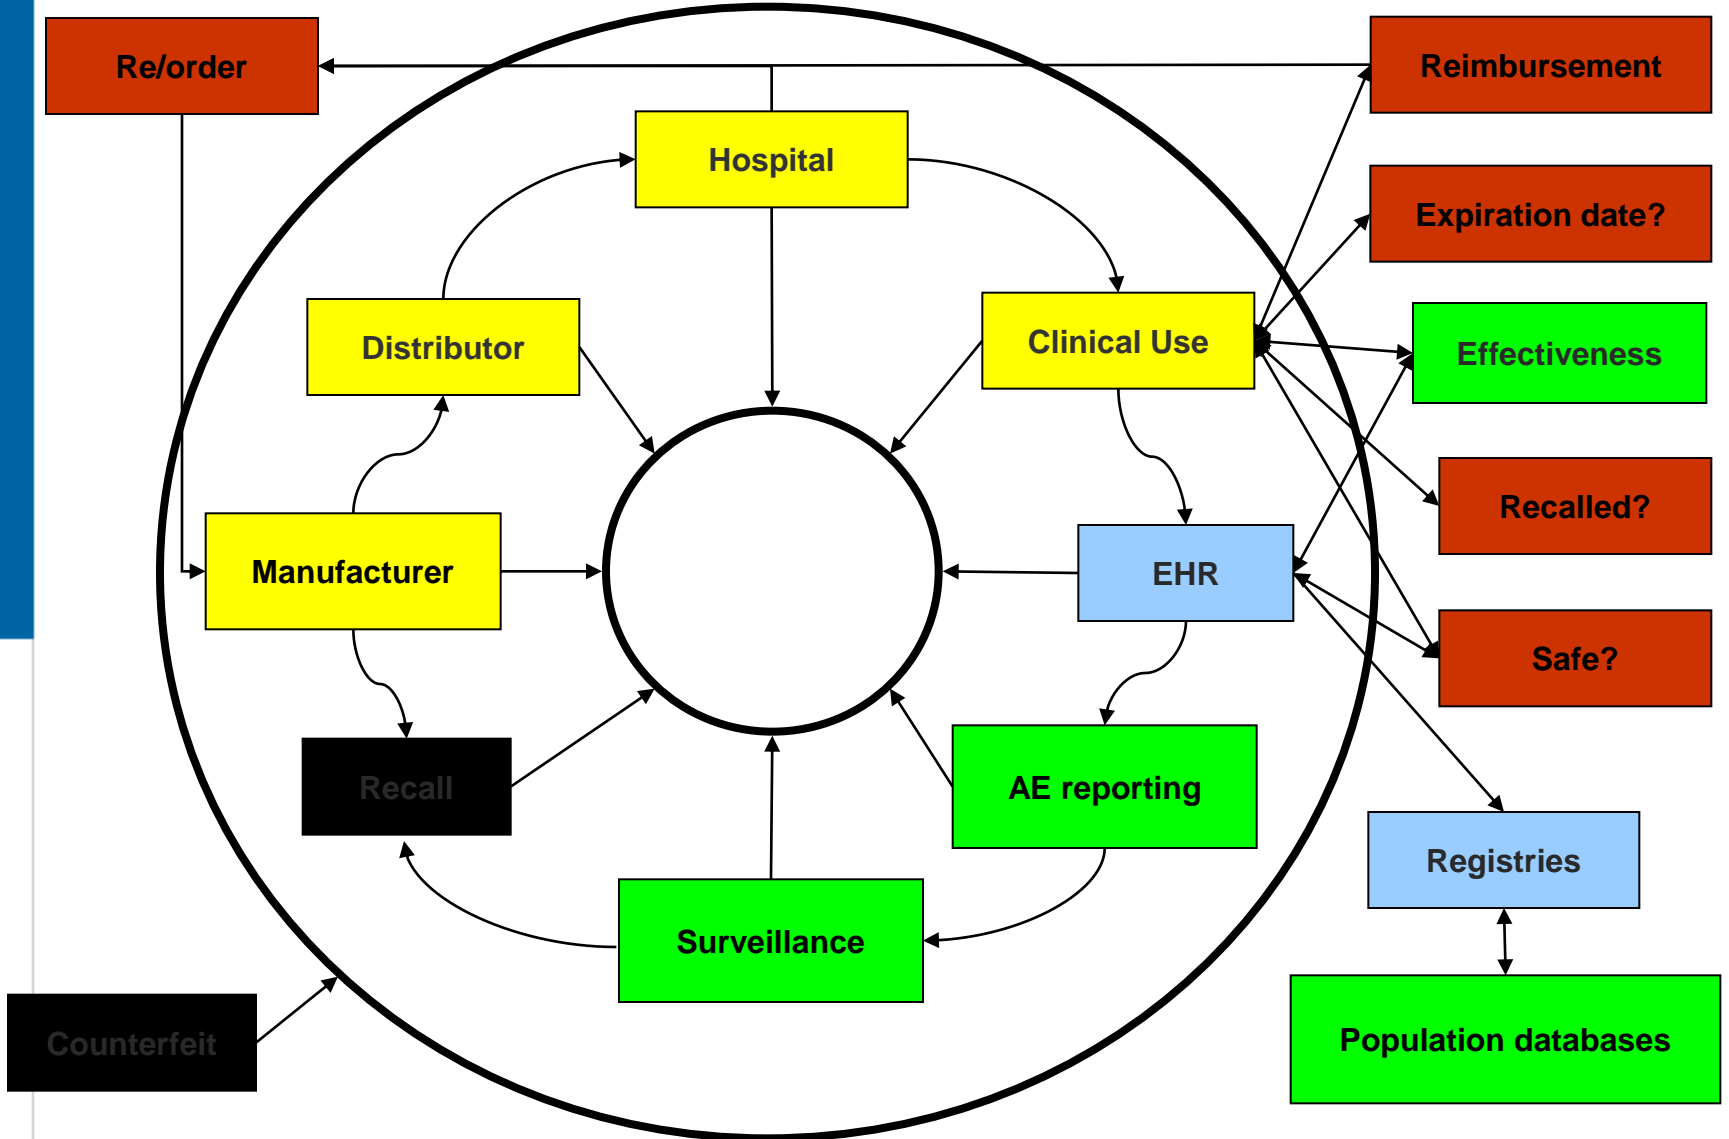 Re/order
Reimbursement
Hospital
Expiration date?
Distributor
Clinical Use
Effectiveness
Recalled?
Manufacturer
EHR
Safe?
Recall
AE reporting
Registries
Surveillance
Counterfeit
Population databases